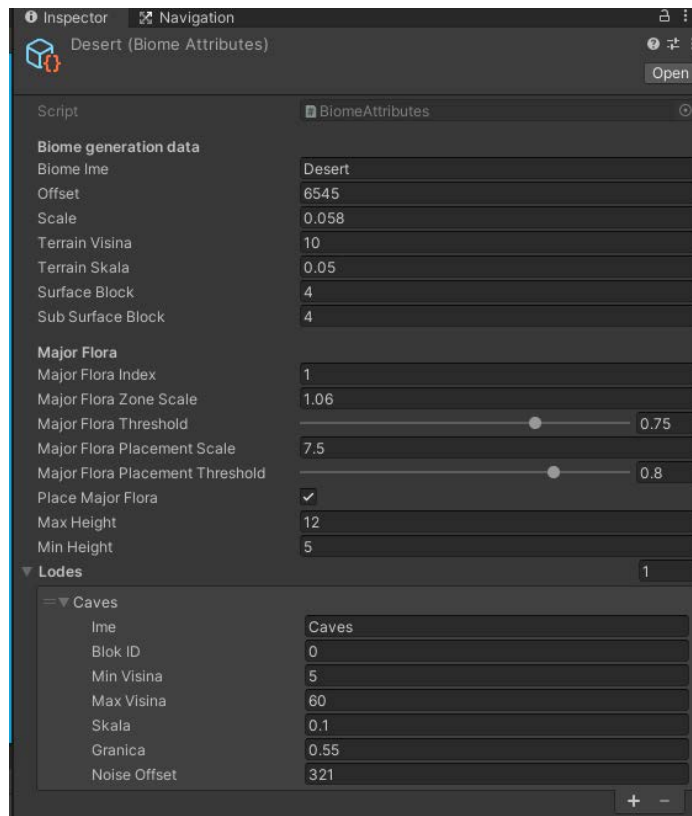 Inspector Navigation
Desert (Biome Attributes)
Open
Script BiomeAttributes
Biome generation data
Biome Ime Desert
Offset 6545
Scale 0.058
Terrain Visina 10
Terrain Skala 0.05
Surface Block 4
Sub Surface Block 4
Major Flora
Major Flora Index 1
Major Flora Zone Scale 1.06
Major Flora Threshold 0.75
Major Flora Placement Scale 7.5
Major Flora Placement Threshold 0.8
Place Major Flora
Max Height 12
Min Height 5
Lodes 1
Caves
Ime Caves
Blok ID 0
Min Visina 5
Max Visina 60
Skala 0.1
Granica 0.55
Noise Offset 321